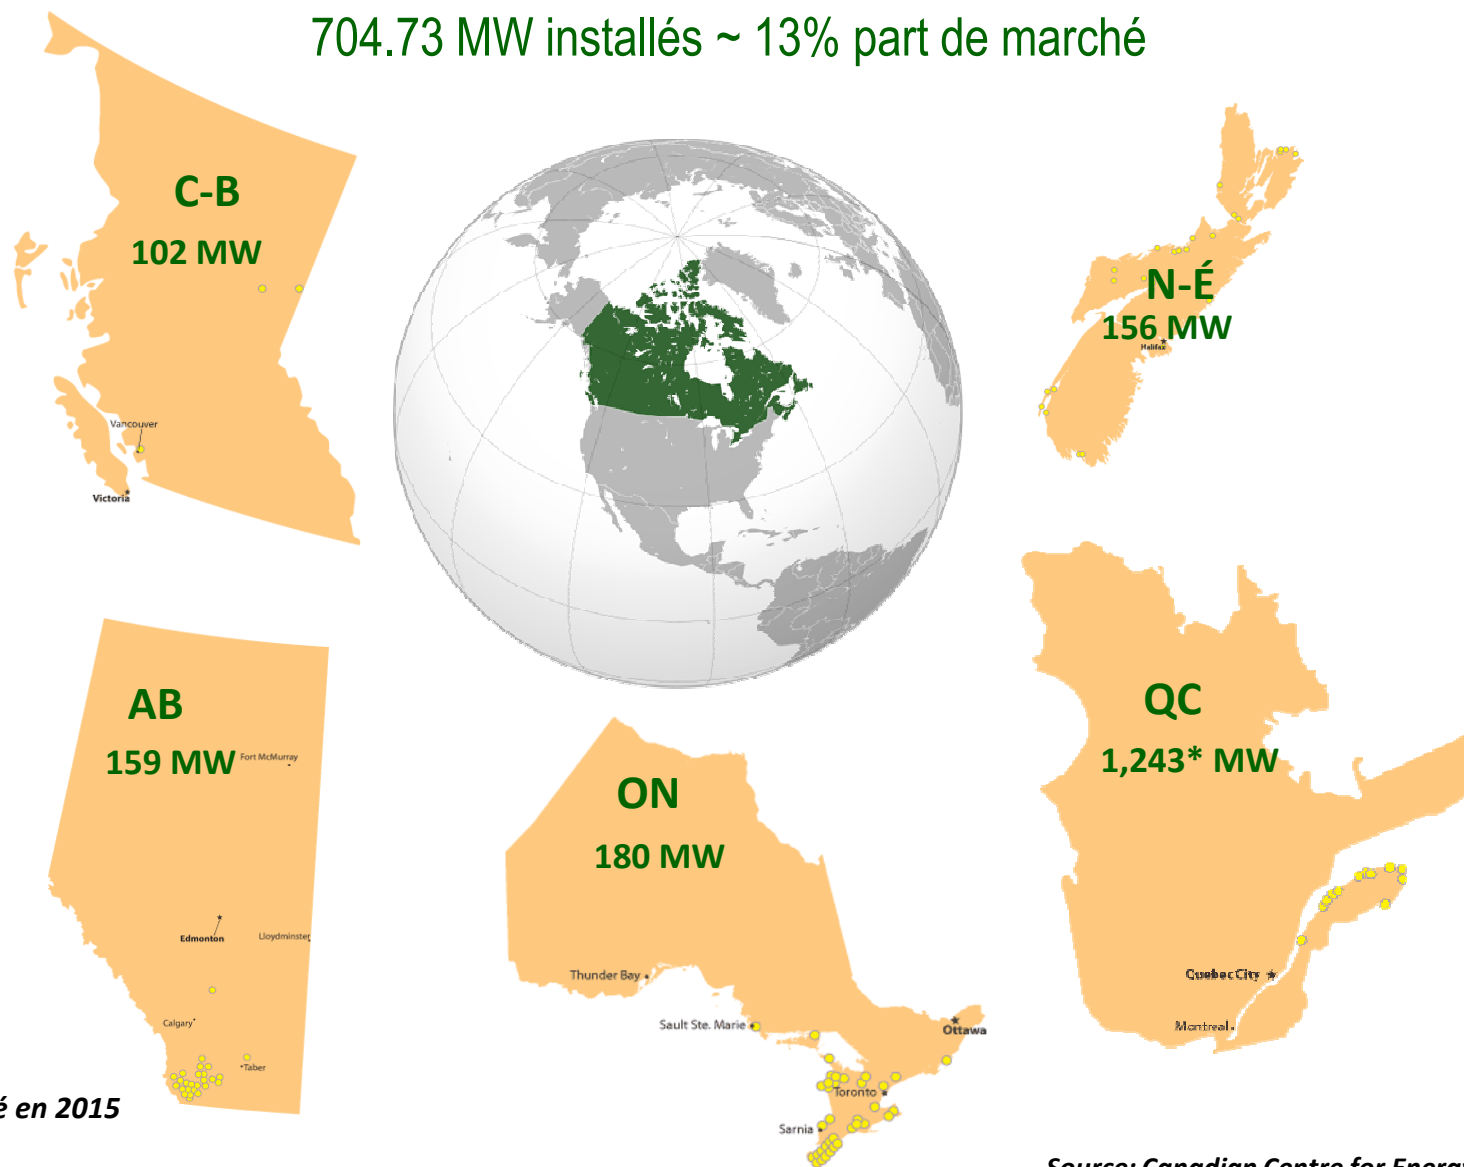 704.73 MW installés ~ 13% part de marché
C-B
102 MW
Vancouver
Victoria
N-É
156 MW
Halifax
AB
159 MW
Fort McMurray
Edmonton
Lloydminster
Calgary
Taber
ON
180 MW
Thunder Bay
Sault Ste. Marie
Ottawa
Toronto
Sarnia
QC
1,243* MW
Quebec City
Montreal
é en 2015
Source: Canadian Centre for Energ